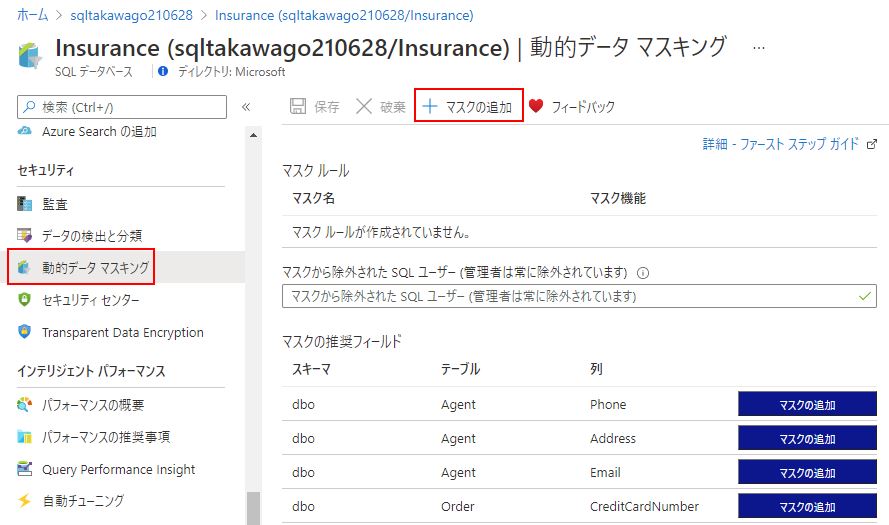 ホーム > sqltakawago210628 > Insurance (sqltakawago210628/Insurance)
Insurance (sqltakawago210628/Insurance) | 動的データ マスキング ...
SQL データベース ディレクトリ: Microsoft
検索 (Ctrl+/) «
Azure Search の追加
セキュリティ
監査
データの検出と分類
動的データ マスキング
セキュリティ センター
Transparent Data Encryption
インテリジェント パフォーマンス
パフォーマンスの概要
パフォーマンスの推奨事項
Query Performance Insight
自動チューニング
保存 破棄 マスクの追加 フィードバック
詳細 - ファースト ステップ ガイド
マスク ルール
マスク名 マスク機能
マスク ルールが作成されていません。
マスクから除外された SQL ユーザー (管理者は常に除外されています)
マスクから除外された SQL ユーザー (管理者は常に除外されています)
マスクの推奨フィールド
スキーマ テーブル 列
dbo Agent Phone マスクの追加
dbo Agent Address マスクの追加
dbo Agent Email マスクの追加
dbo Order CreditCardNumber マスクの追加